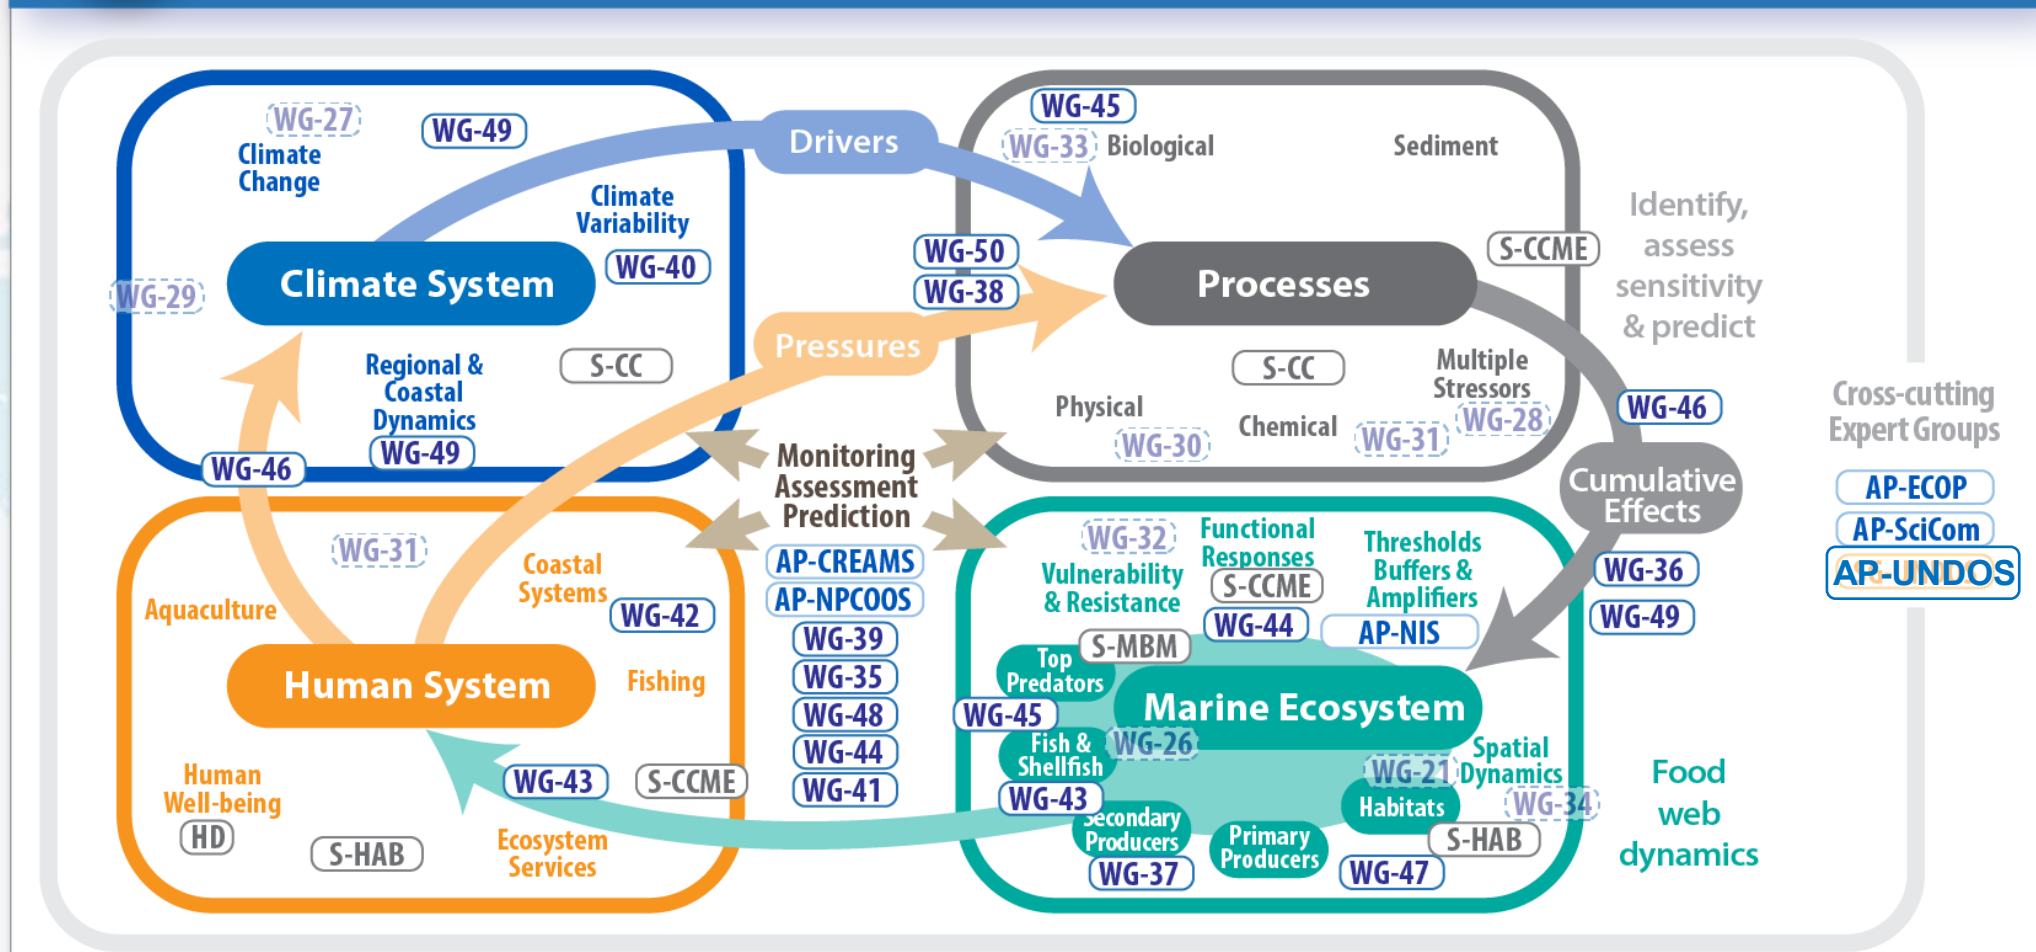 WG-27
WG-49
Climate
Change
Climate
Variability
WG-40
Climate System
WG-29
Regional &
Coastal
Dynamics
WG-49
S-CC
WG-46
Drivers
Pressures
WG-50
WG-38
WG-45
WG-33
Biological
Sediment
S-CCME
Processes
S-CC
Multiple
Stressors
WG-28
Physical
WG-30
Chemical
WG-31
Identify,
assess
sensitivity
& predict
WG-46
Cumulative
Effects
WG-36
WG-49
Cross-cutting
Expert Groups
AP-ECOP
AP-SciCom
AP-UNDOS
Monitoring
Assessment
Prediction
AP-CREAMS
AP-NPCOOS
WG-39
WG-35
WG-48
WG-44
WG-41
WG-31
Coastal
Systems
WG-42
Aquaculture
Human System
Fishing
Human
Well-being
HD
S-HAB
Ecosystem
Services
WG-43
S-CCME
WG-32
Vulnerability
& Resistance
Functional
Responses
S-CCME
WG-44
Thresholds
Buffers &
Amplifiers
AP-NIS
S-MBM
Top
Predators
WG-45
Marine Ecosystem
WG-26
Fish &
Shellfish
WG-43
Secondary
Producers
WG-37
Primary
Producers
WG-21
Habitats
Spatial
Dynamics
WG-34
S-HAB
WG-47
Food
web
dynamics